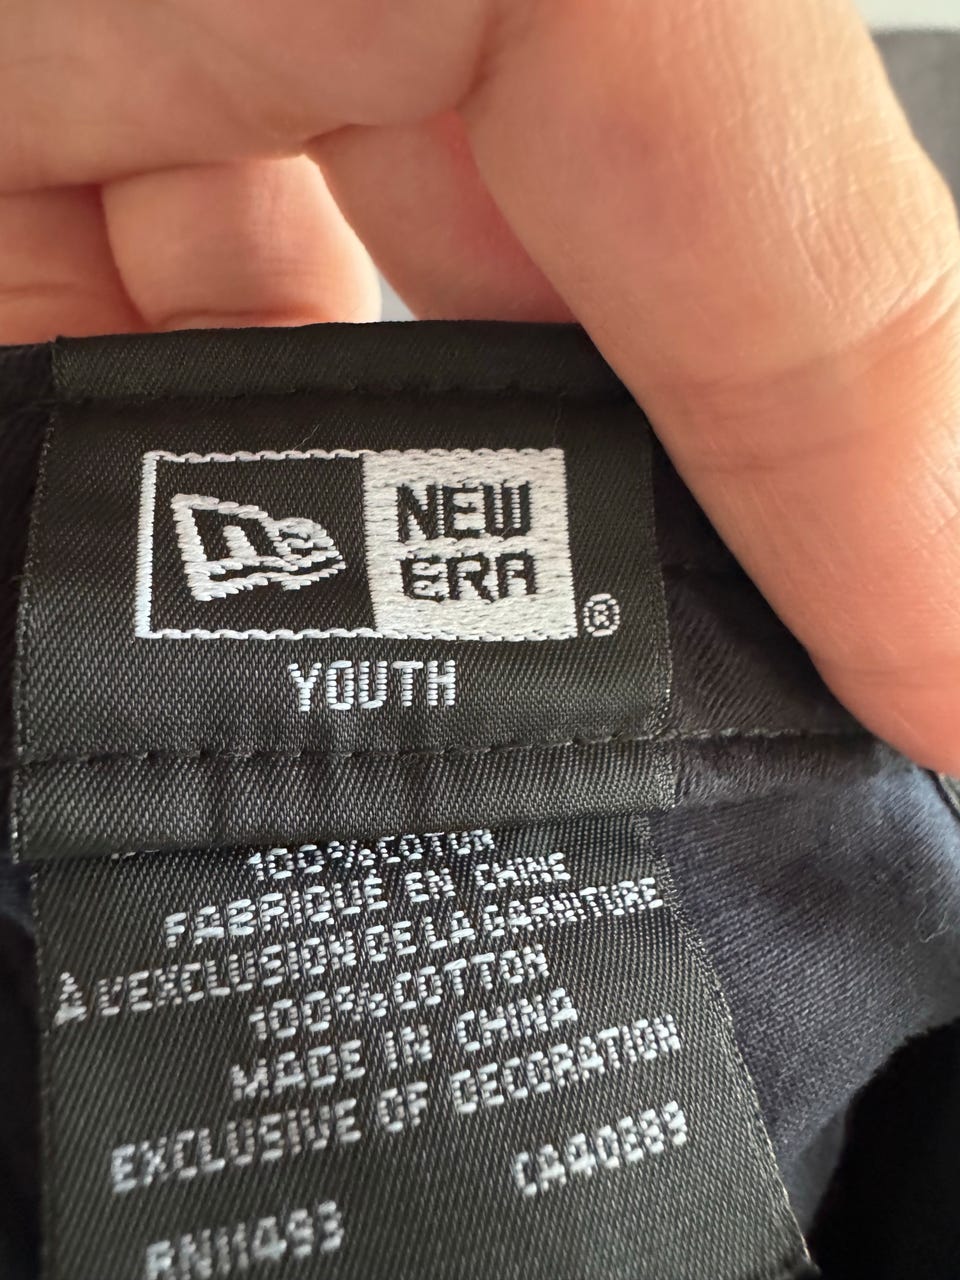 NEW
ERA
®
YOUTH
100% COTON
FABRIQUÉ EN CHINE
À L'EXCLUSION DE LA GARNITURE
100% COTTON
MADE IN CHINA
EXCLUSIVE OF DECORATION
RN11493